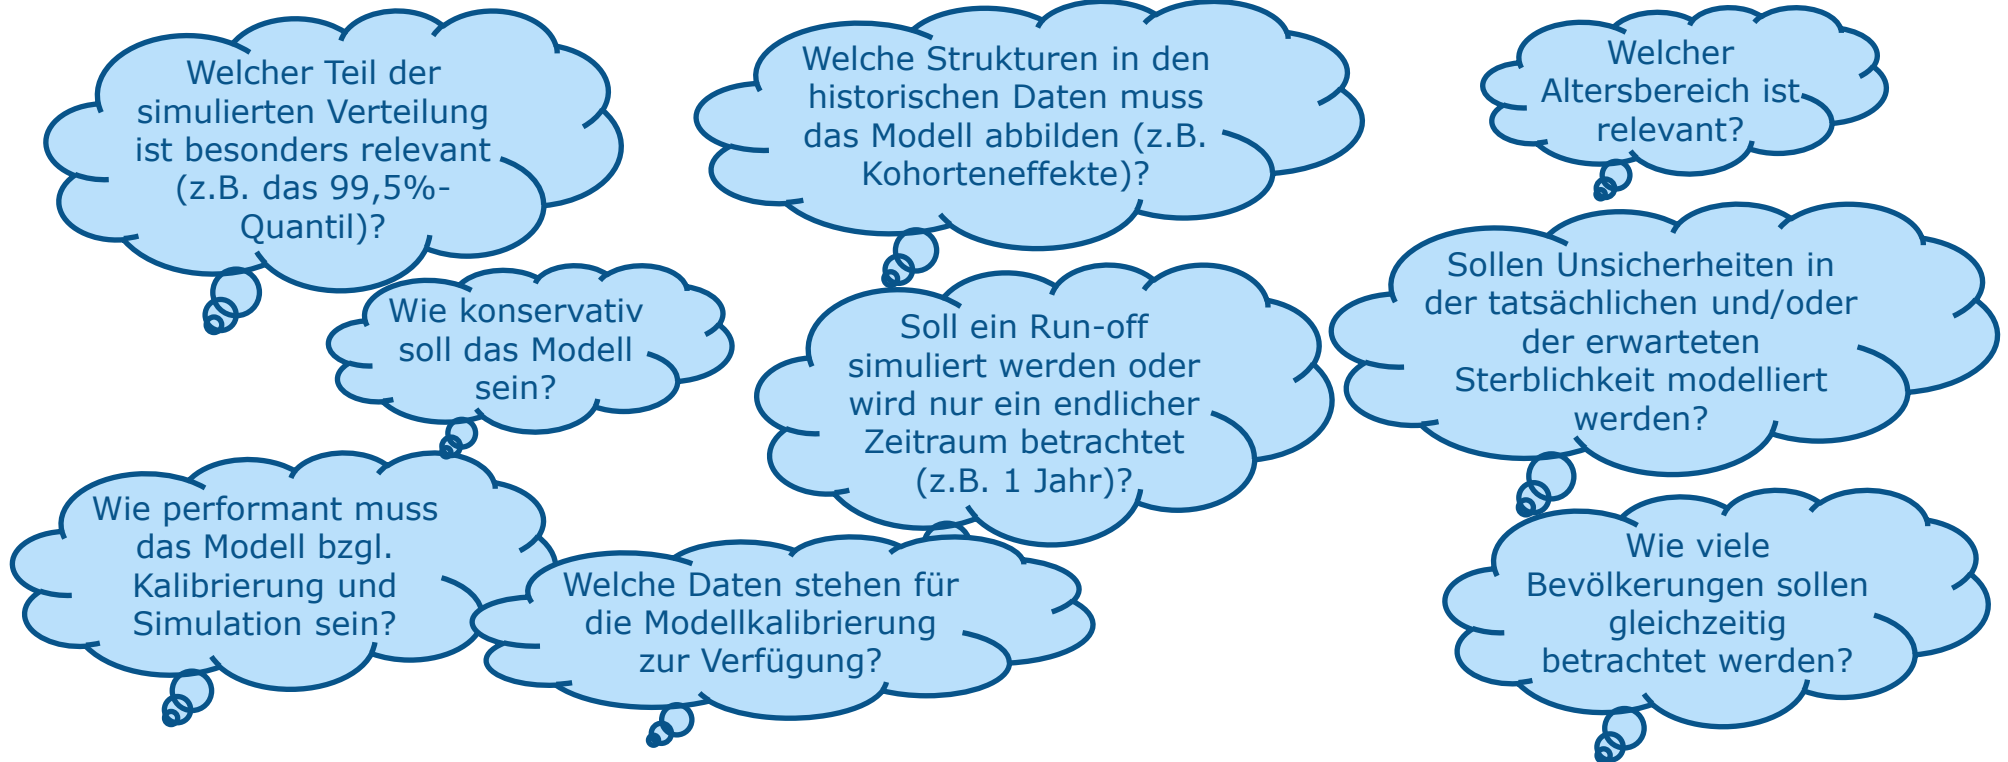 Welcher Teil der
simulierten Verteilung
ist besonders relevant
(z.B. das 99,5%-
Quantil)?
Welche Strukturen in den
historischen Daten muss
das Modell abbilden (z.B.
Kohorteneffekte)?
Welcher
Altersbereich ist
relevant?
Wie konservativ
soll das Modell
sein?
Soll ein Run-off
simuliert werden oder
wird nur ein endlicher
Zeitraum betrachtet
(z.B. 1 Jahr)?
Sollen Unsicherheiten in
der tatsächlichen und/oder
der erwarteten
Sterblichkeit modelliert
werden?
Wie performant muss
das Modell bzgl.
Kalibrierung und
Simulation sein?
Welche Daten stehen für
die Modellkalibrierung
zur Verfügung?
Wie viele
Bevölkerungen sollen
gleichzeitig
betrachtet werden?